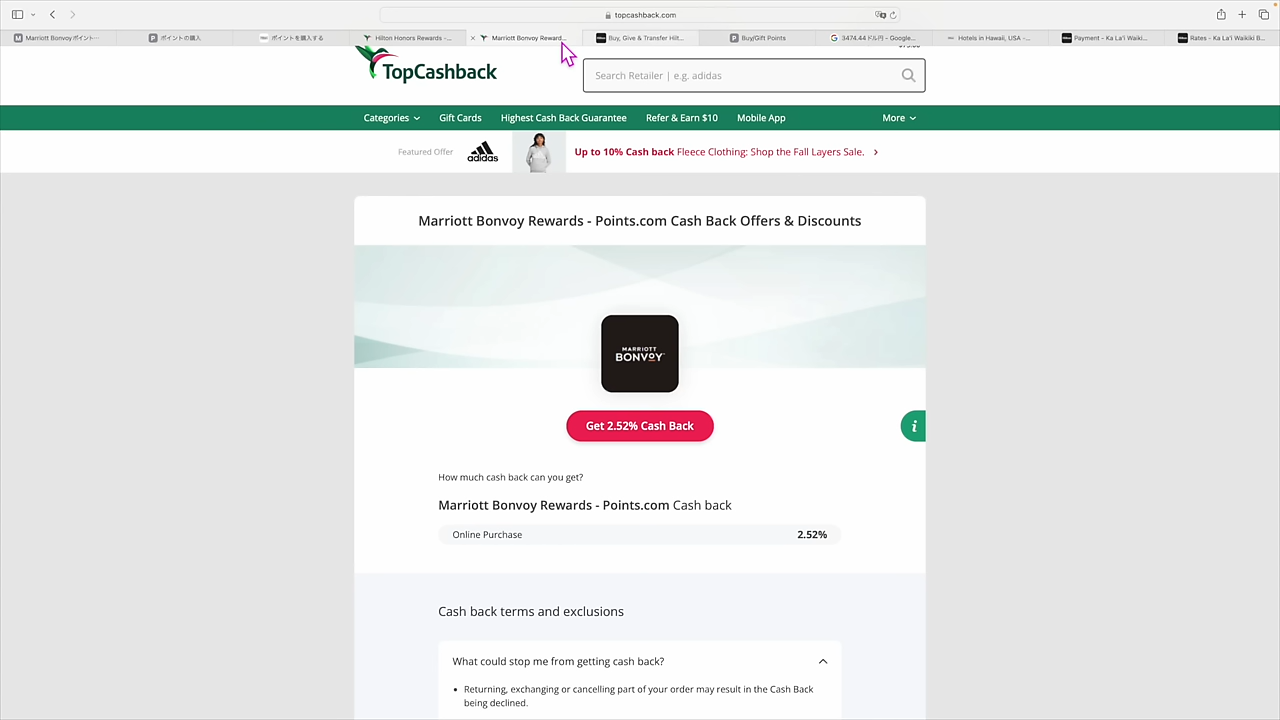 topcashback.com
Marriott Bonvoyポイント…
ポイントの購入
ポイントを購入する
Hilton Honors Rewards -…
Marriott Bonvoy Reward…
Buy, Give & Transfer Hilt…
Buy/Gift Points
3474.44 ドル円 - Google…
Hotels in Hawaii, USA -…
Payment - Ka La'i Waiki…
Rates - Ka La'i Waikiki B…
TopCashback
Search Retailer | e.g. adidas
Categories
Gift Cards
Highest Cash Back Guarantee
Refer & Earn $10
Mobile App
More
Featured Offer
adidas
Up to 10% Cash back Fleece Clothing: Shop the Fall Layers Sale.
Marriott Bonvoy Rewards - Points.com Cash Back Offers & Discounts
MARRIOTT
BONVOY
Get 2.52% Cash Back
i
How much cash back can you get?
Marriott Bonvoy Rewards - Points.com Cash back
Online Purchase 2.52%
Cash back terms and exclusions
What could stop me from getting cash back?
• Returning, exchanging or cancelling part of your order may result in the Cash Back
being declined.